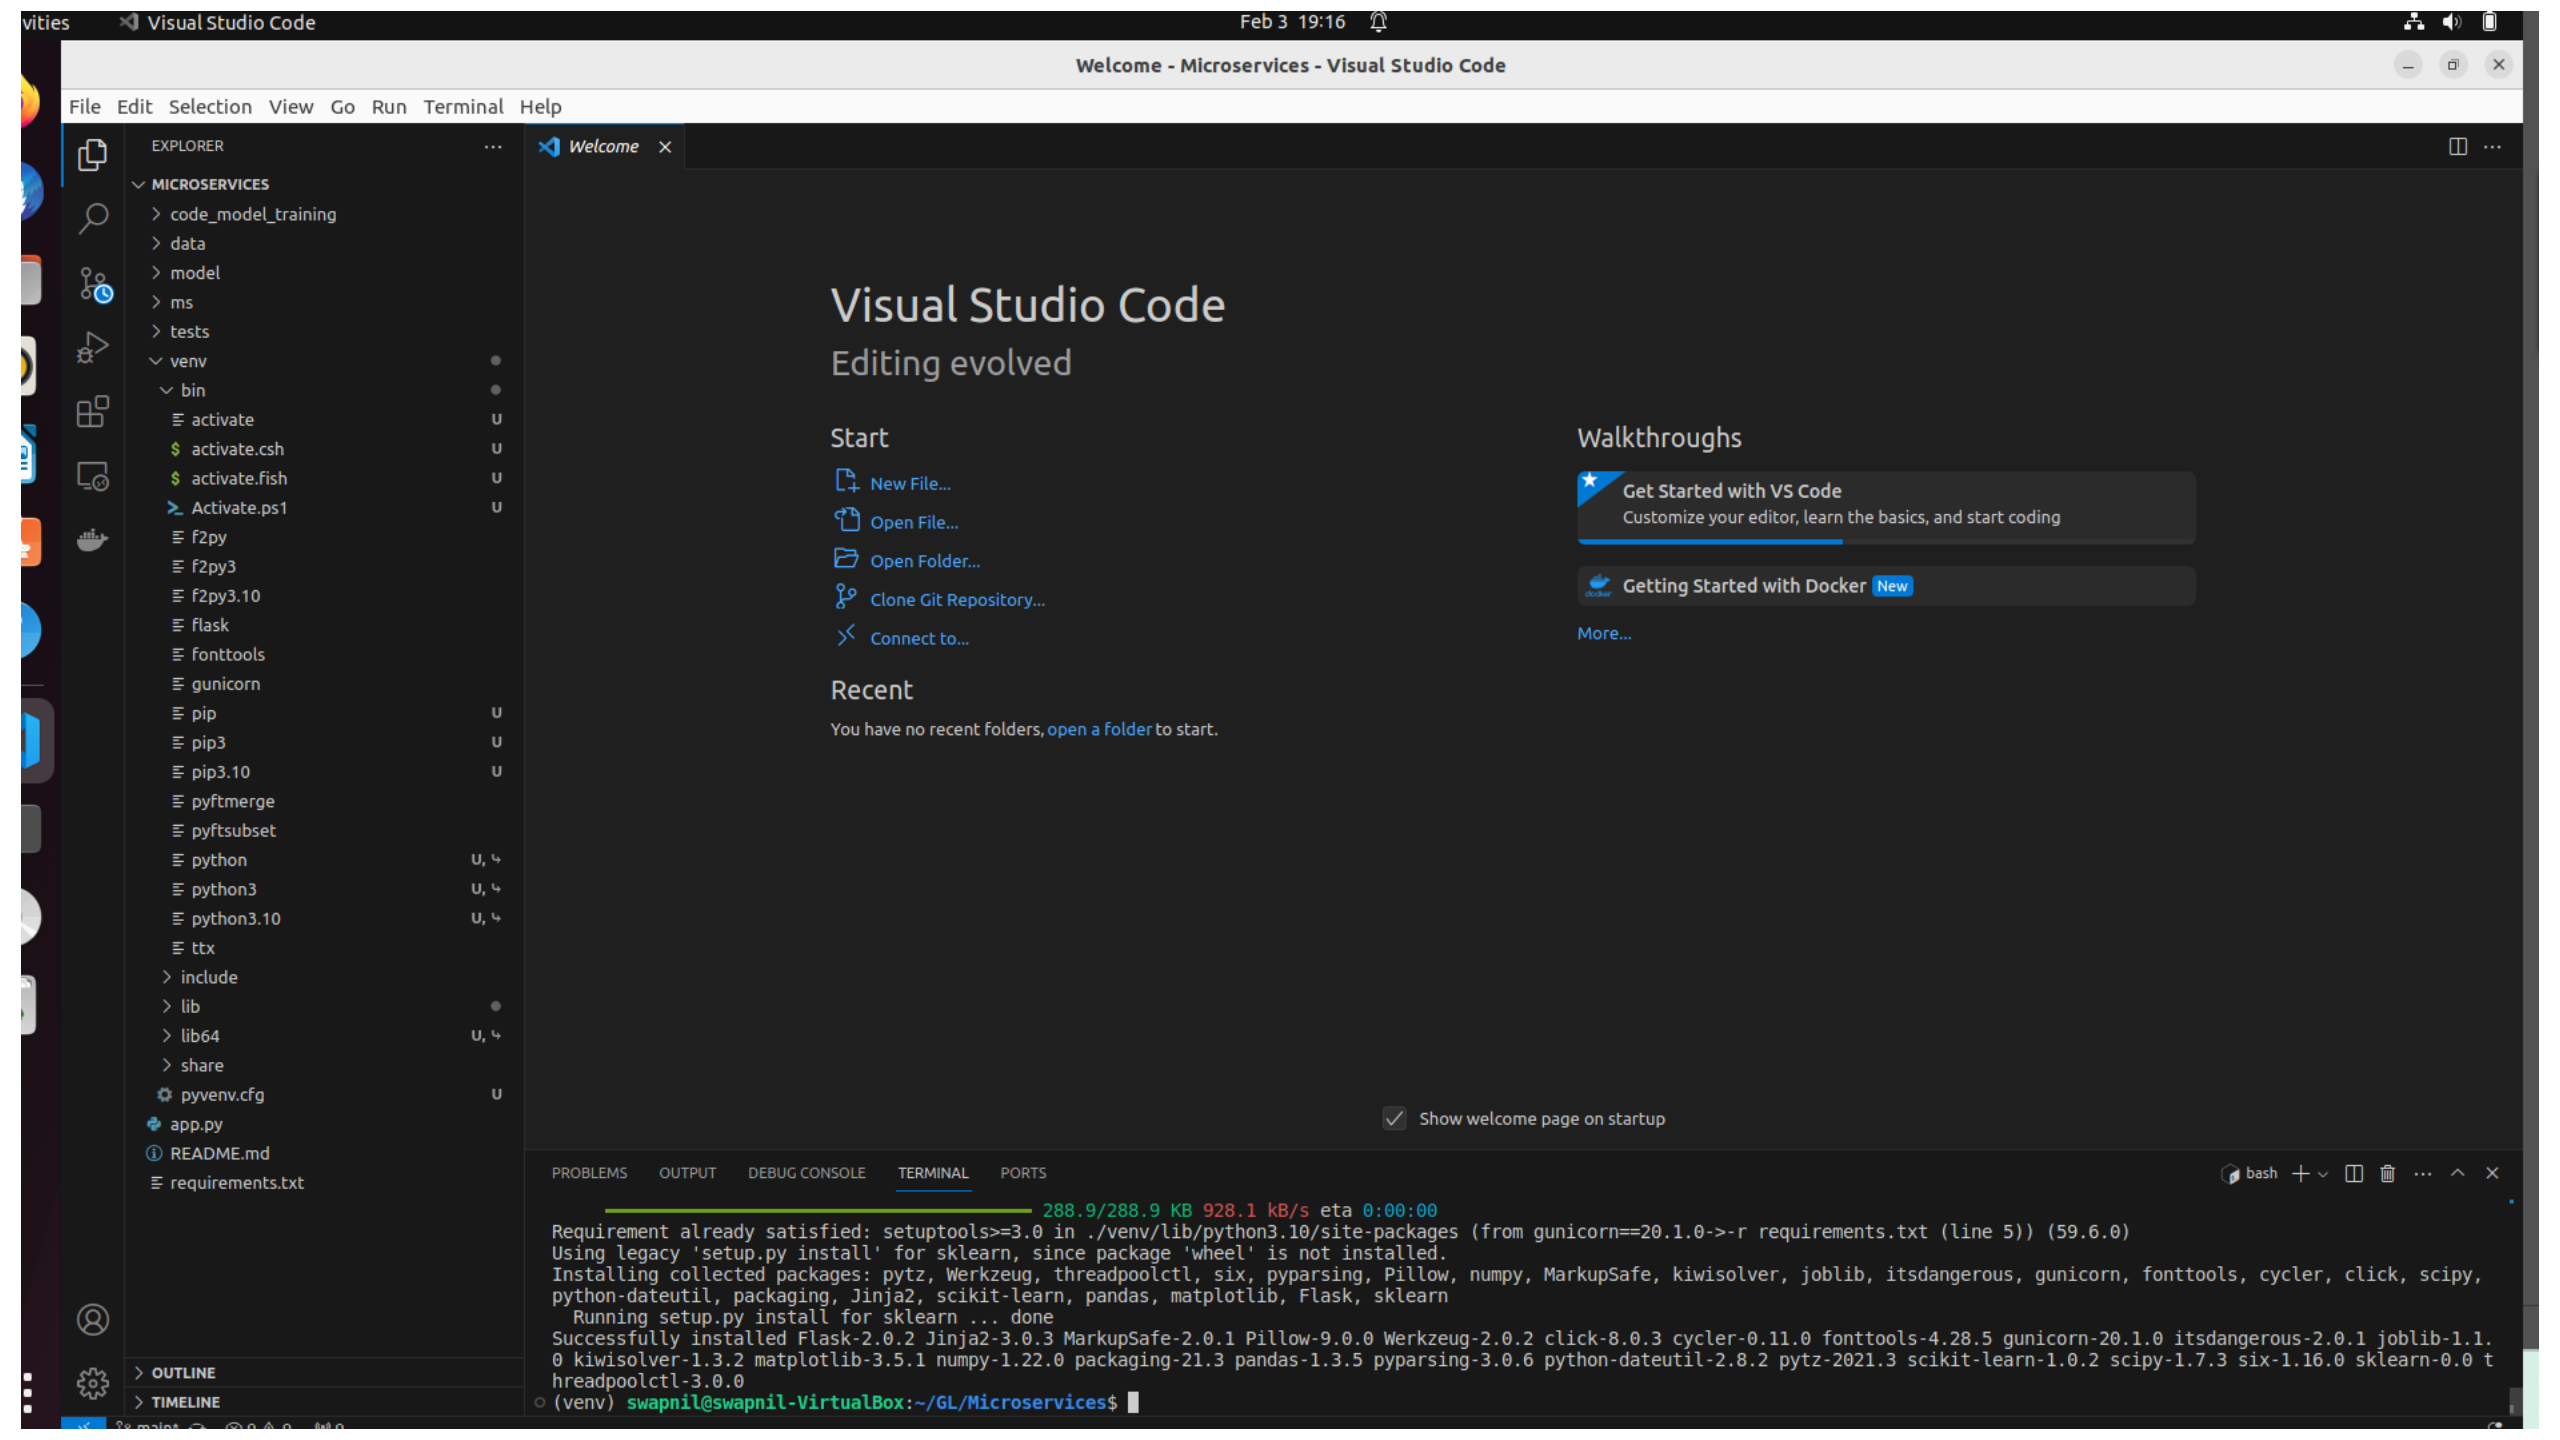 vities Visual Studio Code Feb 3 19:16
Welcome - Microservices - Visual Studio Code
File Edit Selection View Go Run Terminal Help
EXPLORER ...
MICROSERVICES
code_model_training
data
model
ms
tests
venv
bin
activate U
$ activate.csh U
$ activate.fish U
Activate.ps1 U
f2py
f2py3
f2py3.10
flask
fonttools
gunicorn
pip U
pip3 U
pip3.10 U
pyftmerge
pyftsubset
python U,
python3 U,
python3.10 U,
ttx
include
lib
lib64 U,
share
pyvenv.cfg U
app.py
README.md
requirements.txt
OUTLINE
TIMELINE
Welcome
Visual Studio Code
Editing evolved
Start
New File...
Open File...
Open Folder...
Clone Git Repository...
Connect to...
Recent
You have no recent folders, open a folder to start.
Walkthroughs
Get Started with VS Code
Customize your editor, learn the basics, and start coding
docker
Getting Started with Docker New
More...
Show welcome page on startup
PROBLEMS OUTPUT DEBUG CONSOLE TERMINAL PORTS bash
288.9/288.9 KB 928.1 kB/s eta 0:00:00
Requirement already satisfied: setuptools>=3.0 in ./venv/lib/python3.10/site-packages (from gunicorn==20.1.0->-r requirements.txt (line 5)) (59.6.0)
Using legacy 'setup.py install' for sklearn, since package 'wheel' is not installed.
Installing collected packages: pytz, Werkzeug, threadpoolctl, six, pyparsing, Pillow, numpy, MarkupSafe, kiwisolver, joblib, itsdangerous, gunicorn, fonttools, cycler, click, scipy,
python-dateutil, packaging, Jinja2, scikit-learn, pandas, matplotlib, Flask, sklearn
Running setup.py install for sklearn ... done
Successfully installed Flask-2.0.2 Jinja2-3.0.3 MarkupSafe-2.0.1 Pillow-9.0.0 Werkzeug-2.0.2 click-8.0.3 cycler-0.11.0 fonttools-4.28.5 gunicorn-20.1.0 itsdangerous-2.0.1 joblib-1.1.
0 kiwisolver-1.3.2 matplotlib-3.5.1 numpy-1.22.0 packaging-21.3 pandas-1.3.5 pyparsing-3.0.6 python-dateutil-2.8.2 pytz-2021.3 scikit-learn-1.0.2 scipy-1.7.3 six-1.16.0 sklearn-0.0 t
hreadpoolctl-3.0.0
(venv) swapnil@swapnil-VirtualBox:~/GL/Microservices$